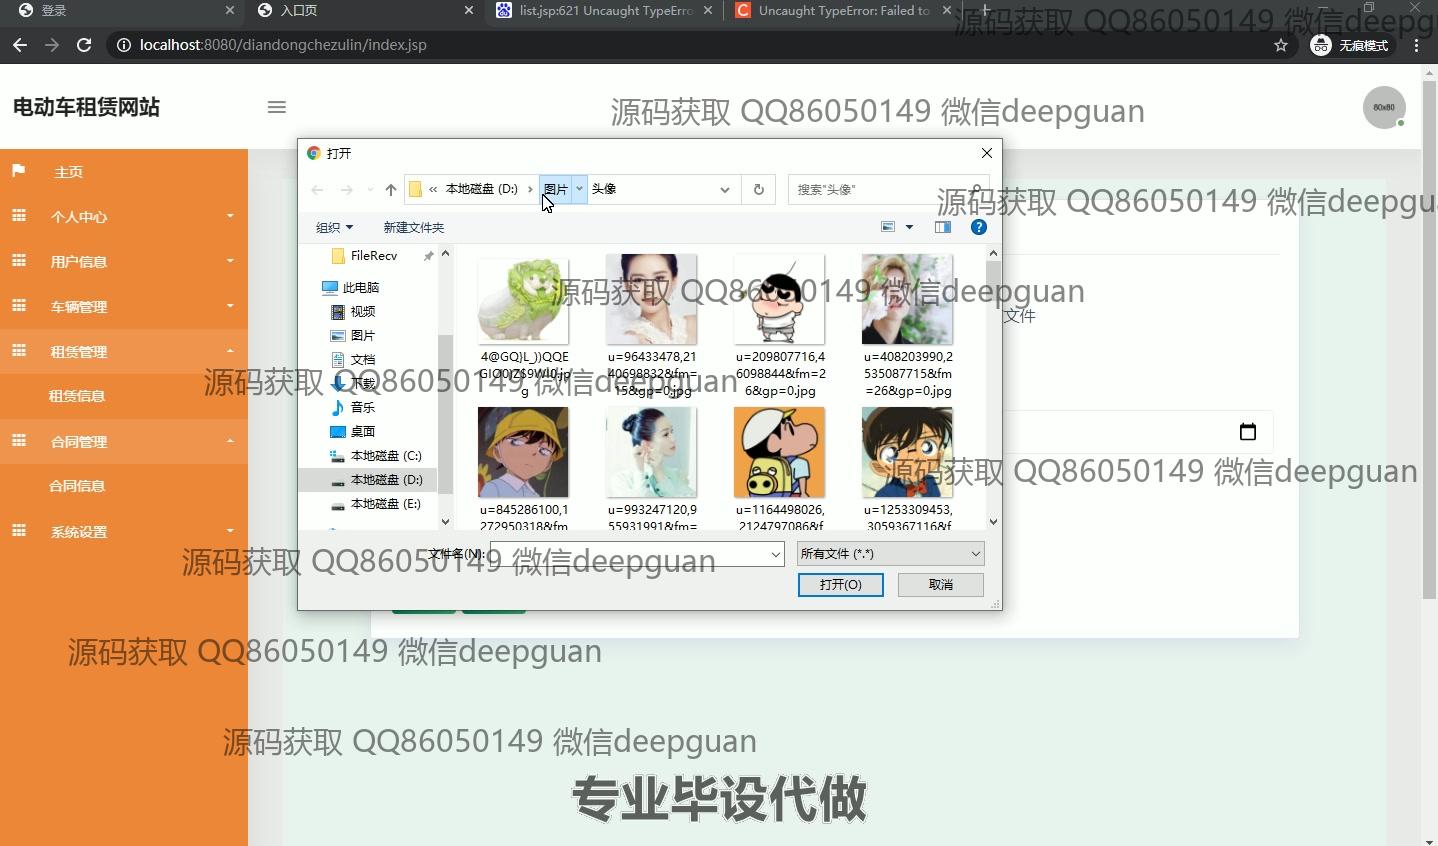 登录
入口页
list.jsp:621 Uncaught TypeErro
Uncaught TypeError: Failed to
localhost:8080/diandongchezulin/index.jsp
无痕模式
源码获取 QQ86050149 微信deepgu
电动车租赁网站
源码获取 QQ86050149 微信deepguan
80x80
打开
主页
本地磁盘 (D:)
图片
头像
搜索"头像"
源码获取 QQ86050149 微信deepgua
个人中心
组织
新建文件夹
用户信息
FileRecv
此电脑
视频
图片
文档
下载
音乐
桌面
本地磁盘 (C:)
本地磁盘 (D:)
本地磁盘 (E:)
源码获取 QQ86050149 微信deepguan
车辆管理
文件
租赁管理
u=96433478,21
40698832&fm=
15&gp=0.jpg
u=209807716,4
60988448&fm=2
6&gp=0.jpg
u=408203990,2
535087715&fm
=26&gp=0.jpg
源码获取 QQ86050149 微信deepguan
租赁信息
合同管理
源码获取 QQ86050149 微信deepguan
合同信息
u=845286100,1
272950318&fm
u=993247120,9
55931991&fm=
u=1164498026,
2124797086&f
u=1253309453,
3059367116&f
系统设置
文件名(N):
所有文件 (*.*)
源码获取 QQ86050149 微信deepguan
打开(O)
取消
源码获取 QQ86050149 微信deepguan
源码获取 QQ86050149 微信deepguan
专业毕设代做